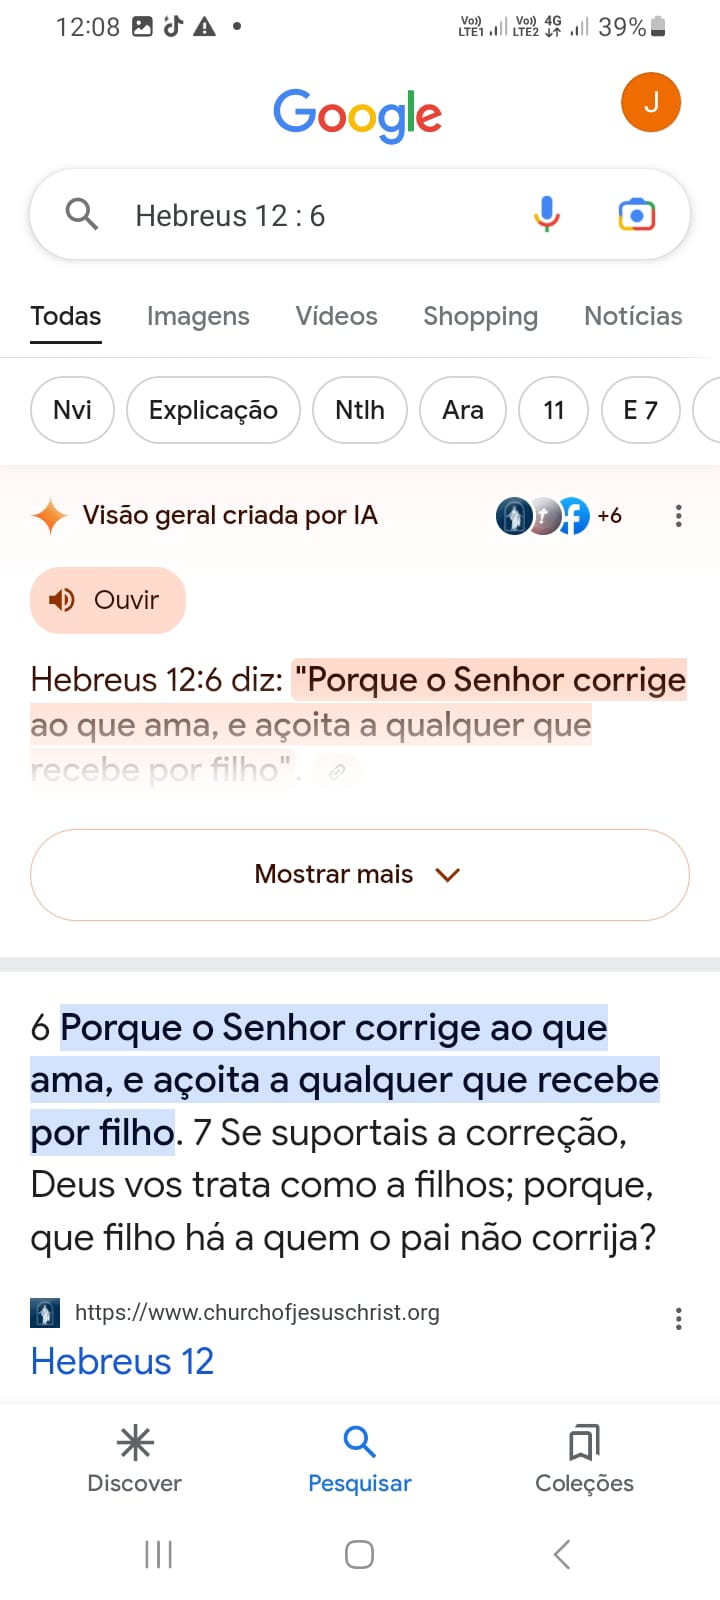 12:08
Vo)) LTE1 Vo)) LTE2 4G 39%
Google
J
Hebreus 12 : 6
Todas Imagens Vídeos Shopping Notícias
Nvi Explicação Ntlh Ara 11 E 7
Visão geral criada por IA +6
Ouvir
Hebreus 12:6 diz: "Porque o Senhor corrige
ao que ama, e açoita a qualquer que
recebe por filho".
Mostrar mais
6 Porque o Senhor corrige ao que
ama, e açoita a qualquer que recebe
por filho. 7 Se suportais a correção,
Deus vos trata como a filhos; porque,
que filho há a quem o pai não corrija?
https://www.churchofjesuschrist.org
Hebreus 12
Discover Pesquisar Coleções